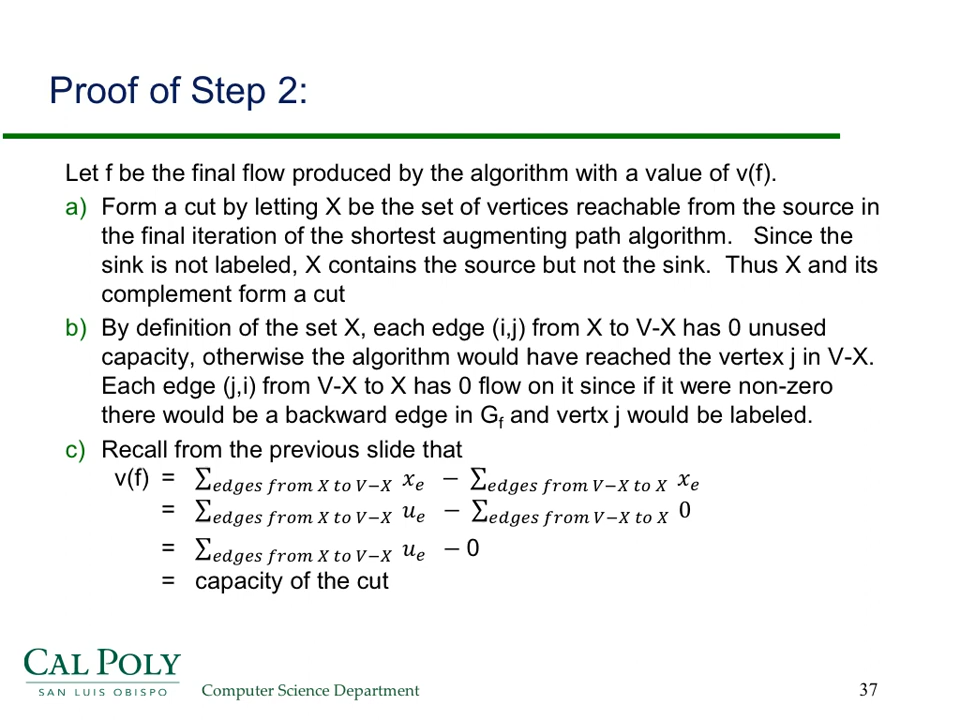 Proof of Step 2:
Let f be the final flow produced by the algorithm with a value of v(f).
a) Form a cut by letting X be the set of vertices reachable from the source in
the final iteration of the shortest augmenting path algorithm. Since the
sink is not labeled, X contains the source but not the sink. Thus X and its
complement form a cut
b) By definition of the set X, each edge (i,j) from X to V-X has 0 unused
capacity, otherwise the algorithm would have reached the vertex j in V-X.
Each edge (j,i) from V-X to X has 0 flow on it since if it were non-zero
there would be a backward edge in G_f and vertx j would be labeled.
c) Recall from the previous slide that
v(f) = ∑_{edges from X to V−X} x_e − ∑_{edges from V−X to X} x_e
= ∑_{edges from X to V−X} u_e − ∑_{edges from V−X to X} 0
= ∑_{edges from X to V−X} u_e − 0
= capacity of the cut
CAL POLY
SAN LUIS OBISPO
Computer Science Department
37